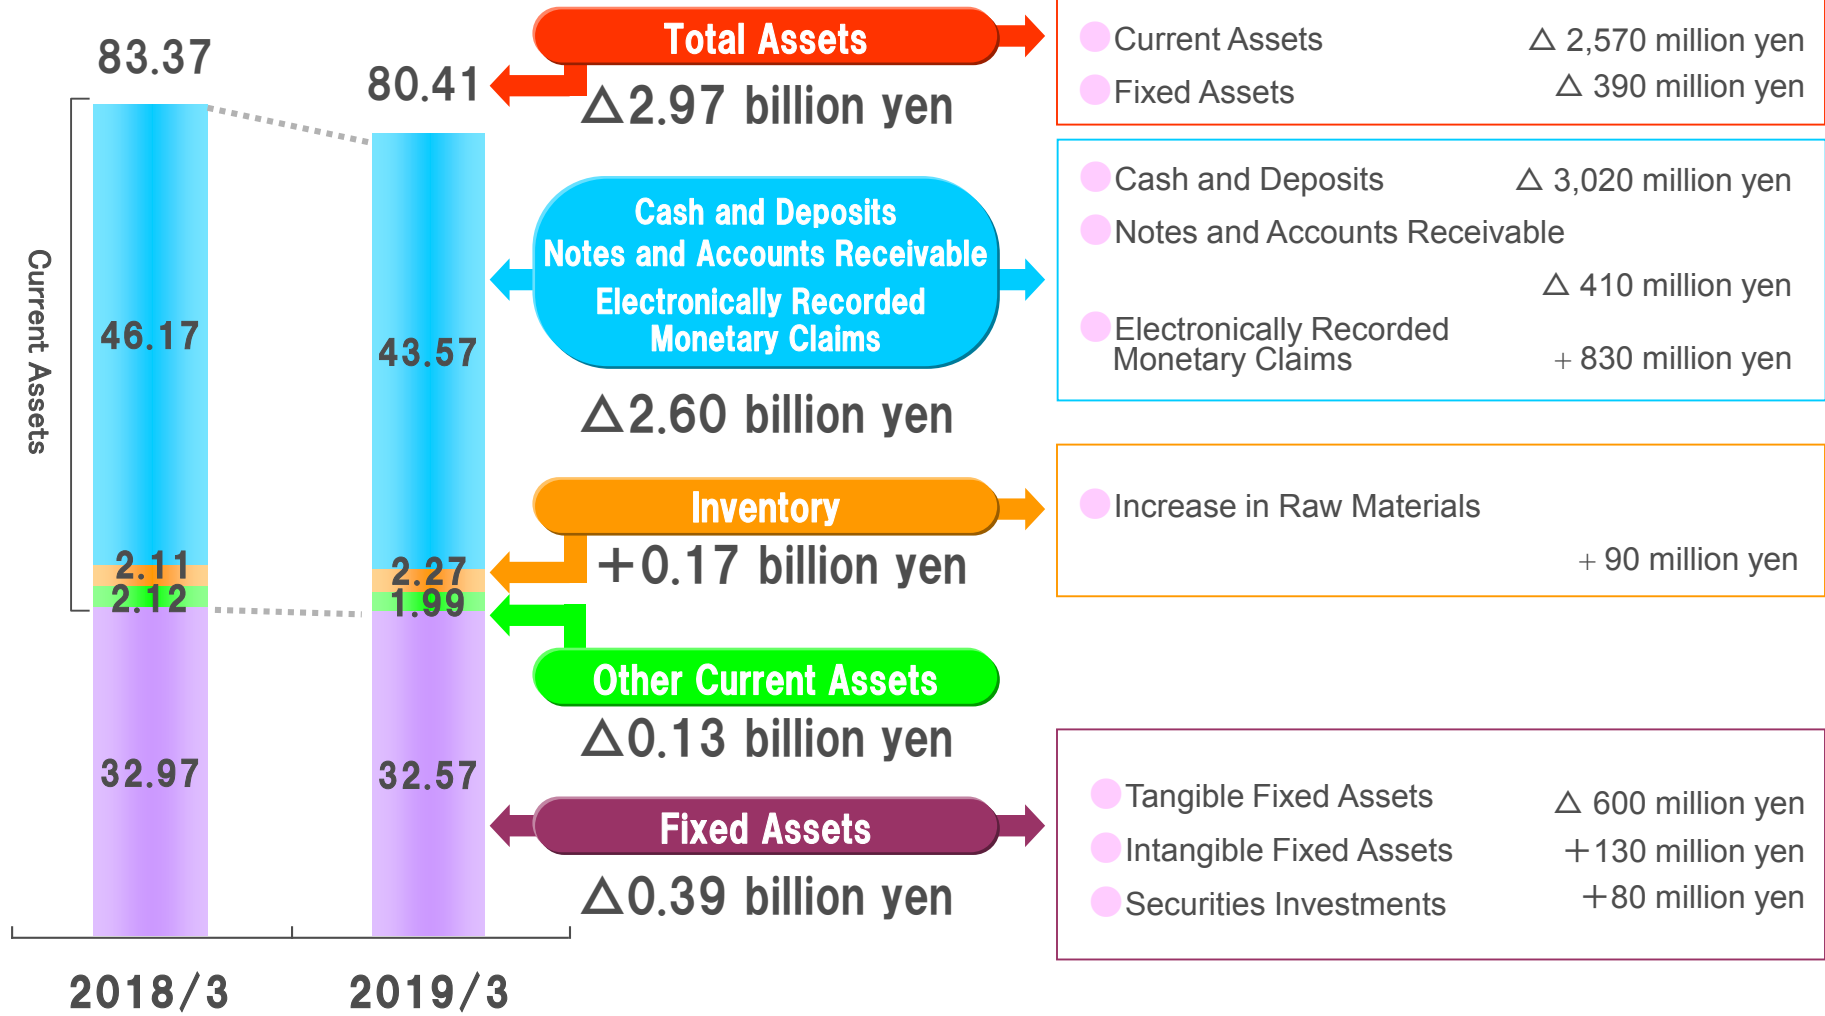 83.37
80.41
Current Assets
46.17
43.57
2.11
2.27
2.12
1.99
32.97
32.57
2018/3
2019/3
Total Assets
△2.97 billion yen
Current Assets △ 2,570 million yen
Fixed Assets △ 390 million yen
Cash and Deposits
Notes and Accounts Receivable
Electronically Recorded
Monetary Claims
△2.60 billion yen
Cash and Deposits △ 3,020 million yen
Notes and Accounts Receivable
△ 410 million yen
Electronically Recorded
Monetary Claims + 830 million yen
Inventory
+0.17 billion yen
Increase in Raw Materials
+ 90 million yen
Other Current Assets
△0.13 billion yen
Fixed Assets
△0.39 billion yen
Tangible Fixed Assets △ 600 million yen
Intangible Fixed Assets +130 million yen
Securities Investments +80 million yen